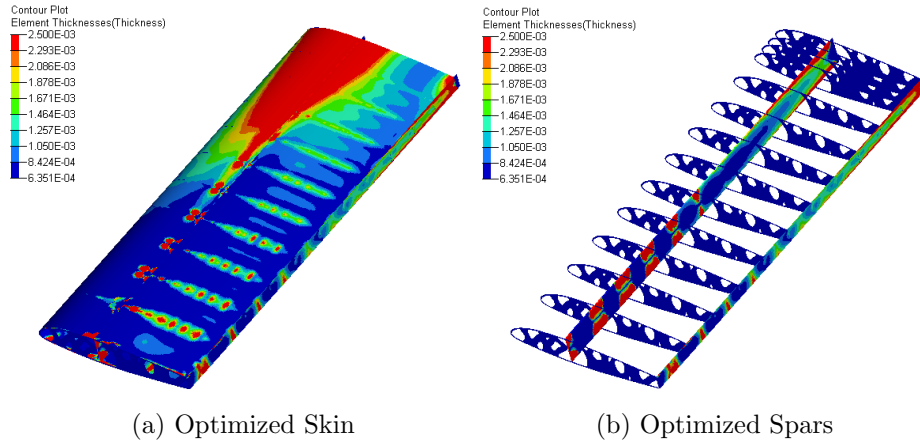 Contour Plot
Element Thicknesses(Thickness)
2.500E-03
2.293E-03
2.086E-03
1.878E-03
1.671E-03
1.464E-03
1.257E-03
1.050E-03
8.424E-04
6.351E-04
(a) Optimized Skin
Contour Plot
Element Thicknesses(Thickness)
2.500E-03
2.293E-03
2.086E-03
1.878E-03
1.671E-03
1.464E-03
1.257E-03
1.050E-03
8.424E-04
6.351E-04
(b) Optimized Spars